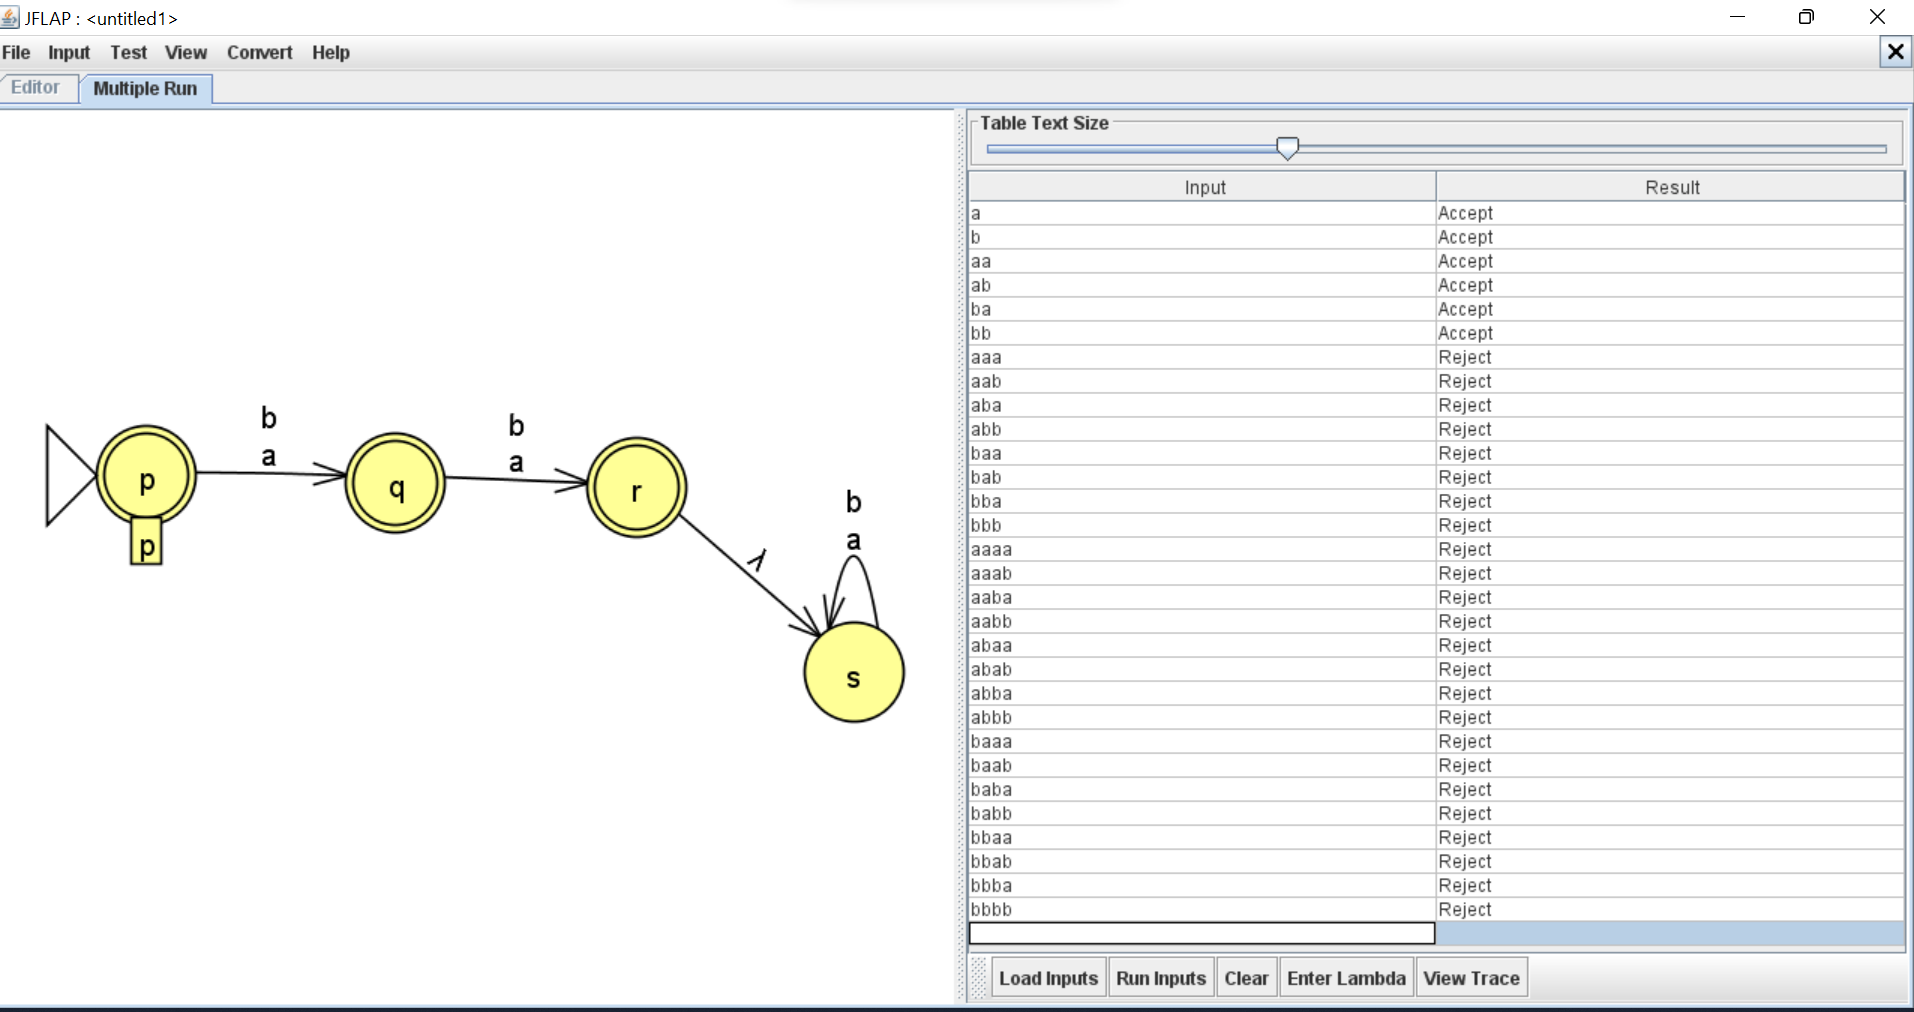 JFLAP : <untitled1>
File Input Test View Convert Help
Editor Multiple Run
Table Text Size
Input Result
a Accept
b Accept
aa Accept
ab Accept
ba Accept
bb Accept
aaa Reject
aab Reject
aba Reject
abb Reject
baa Reject
bab Reject
bba Reject
bbb Reject
aaaa Reject
aaab Reject
aaba Reject
aabb Reject
abaa Reject
abab Reject
abba Reject
abbb Reject
baaa Reject
baab Reject
baba Reject
babb Reject
bbaa Reject
bbab Reject
bbba Reject
bbbb Reject
Load Inputs Run Inputs Clear Enter Lambda View Trace
b
a
b
a
p
q
r
p
λ
b
a
s